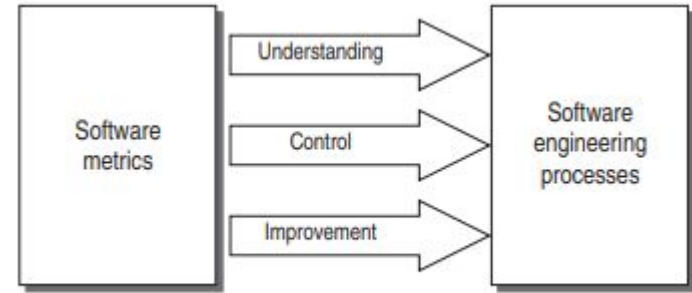 Software
metrics
Understanding
Control
Improvement
Software
engineering
processes